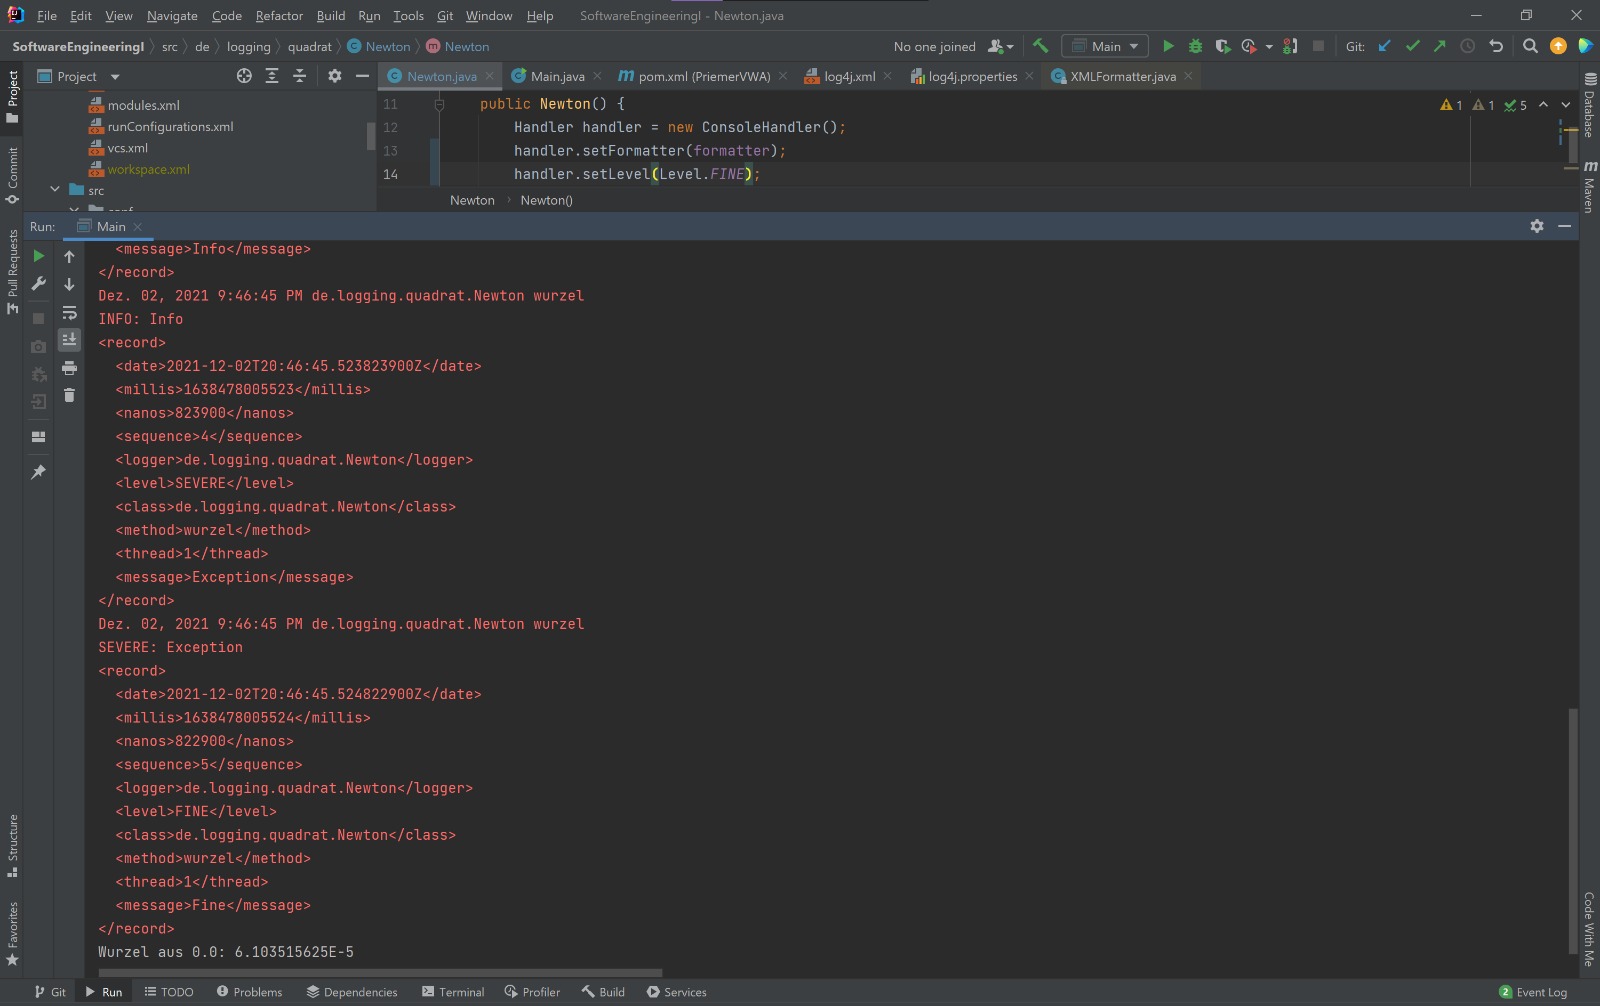 File Edit View Navigate Code Refactor Build Run Tools Git Window Help SoftwareEngineeringI - Newton.java
SoftwareEngineeringI src de logging quadrat Newton Newton No one joined Main Git:
Project
Newton.java Main.java pom.xml (PriemerVWA) log4j.xml log4j.properties XMLFormatter.java
modules.xml
runConfigurations.xml
vcs.xml
workspace.xml
src
11 public Newton() {
12 Handler handler = new ConsoleHandler();
13 handler.setFormatter(formatter);
14 handler.setLevel(Level.FINE);
1 1 5
Newton Newton()
Run: Main
<message>Info</message>
</record>
Dez. 02, 2021 9:46:45 PM de.logging.quadrat.Newton wurzel
INFO: Info
<record>
<date>2021-12-02T20:46:45.523823900Z</date>
<millis>1638478005523</millis>
<nanos>823900</nanos>
<sequence>4</sequence>
<logger>de.logging.quadrat.Newton</logger>
<level>SEVERE</level>
<class>de.logging.quadrat.Newton</class>
<method>wurzel</method>
<thread>1</thread>
<message>Exception</message>
</record>
Dez. 02, 2021 9:46:45 PM de.logging.quadrat.Newton wurzel
SEVERE: Exception
<record>
<date>2021-12-02T20:46:45.524822900Z</date>
<millis>1638478005524</millis>
<nanos>822900</nanos>
<sequence>5</sequence>
<logger>de.logging.quadrat.Newton</logger>
<level>FINE</level>
<class>de.logging.quadrat.Newton</class>
<method>wurzel</method>
<thread>1</thread>
<message>Fine</message>
</record>
Wurzel aus 0.0: 6.103515625E-5
Project
Commit
Pull Requests
Structure
Favorites
Database
Maven
Code With Me
Git Run TODO Problems Dependencies Terminal Profiler Build Services 2 Event Log